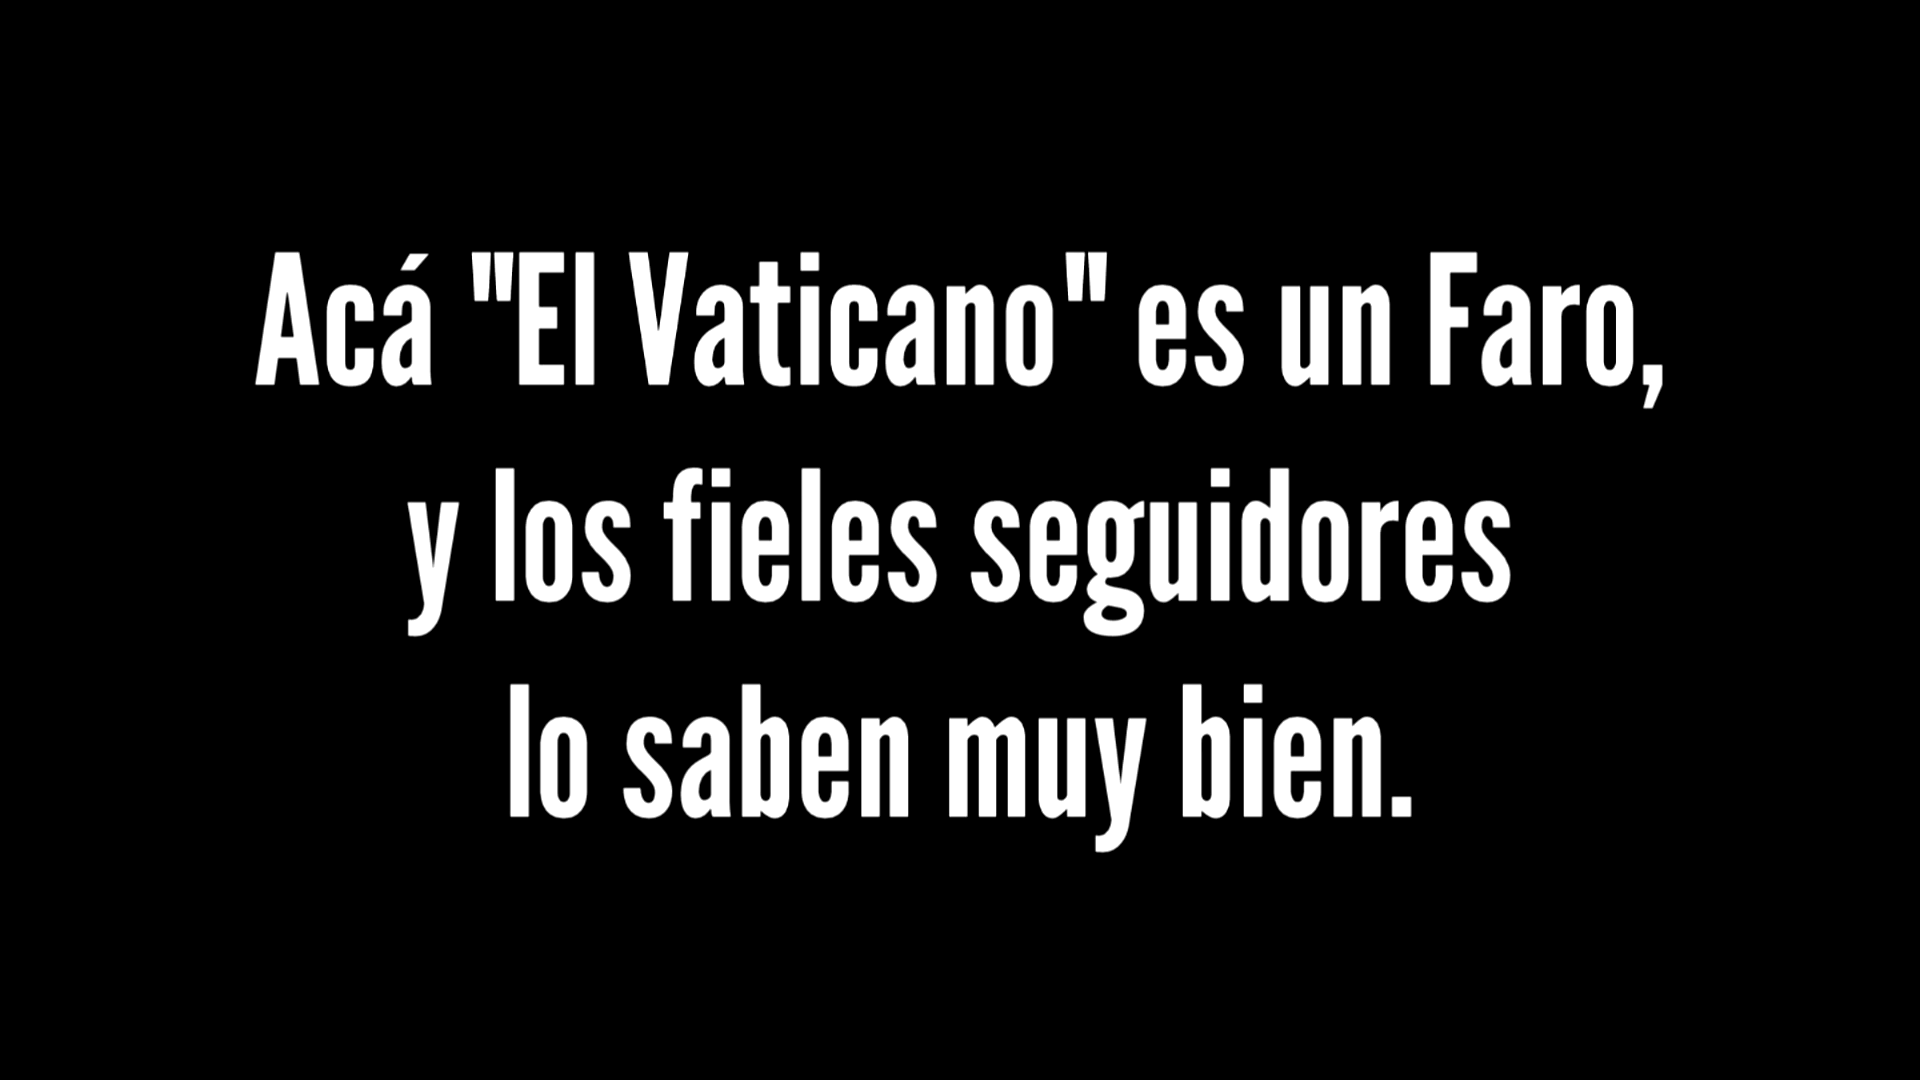 Acá "El Vaticano" es un Faro,
y los fieles seguidores
lo saben muy bien.